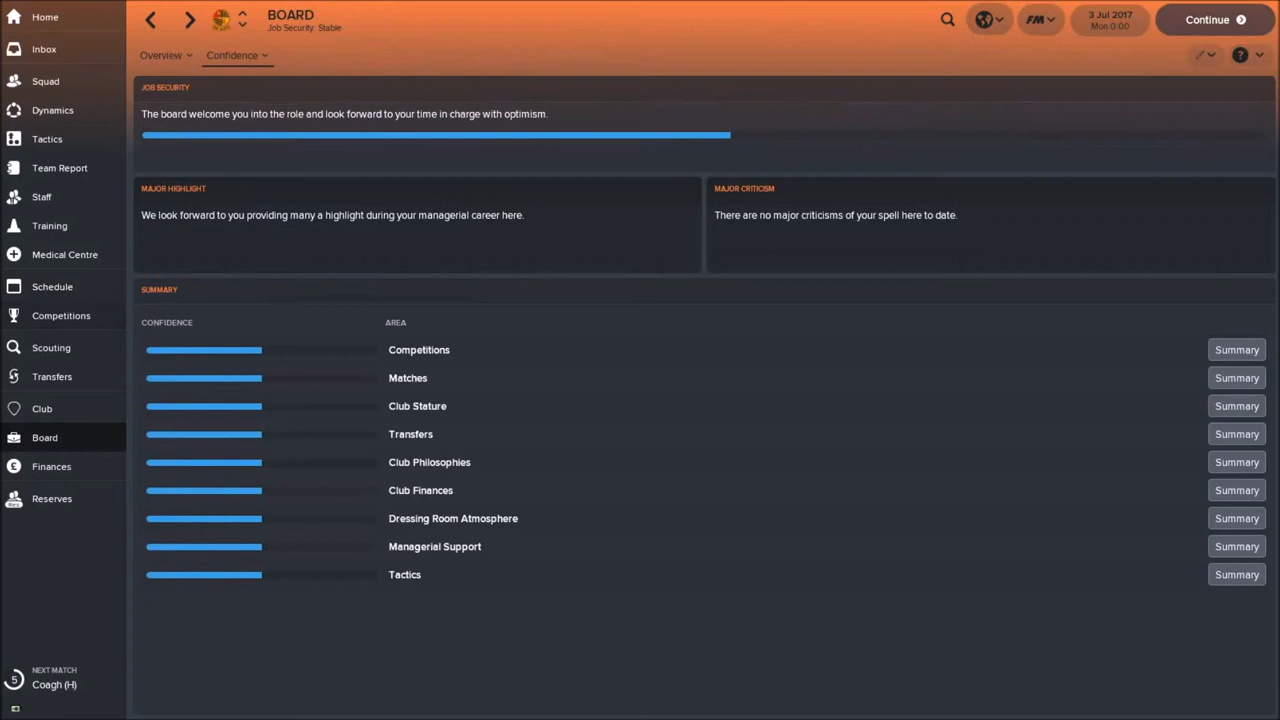 Home
Inbox
Squad
Dynamics
Tactics
Team Report
Staff
Training
Medical Centre
Schedule
Competitions
Scouting
Transfers
Club
Board
Finances
Reserves
NEXT MATCH
5
Coagh (H)
BOARD
Job Security: Stable
FM
3 Jul 2017
Mon 0:00
Continue
Overview
Confidence
?
JOB SECURITY
The board welcome you into the role and look forward to your time in charge with optimism.
MAJOR HIGHLIGHT
We look forward to you providing many a highlight during your managerial career here.
MAJOR CRITICISM
There are no major criticisms of your spell here to date.
SUMMARY
CONFIDENCE AREA
Competitions Summary
Matches Summary
Club Stature Summary
Transfers Summary
Club Philosophies Summary
Club Finances Summary
Dressing Room Atmosphere Summary
Managerial Support Summary
Tactics Summary